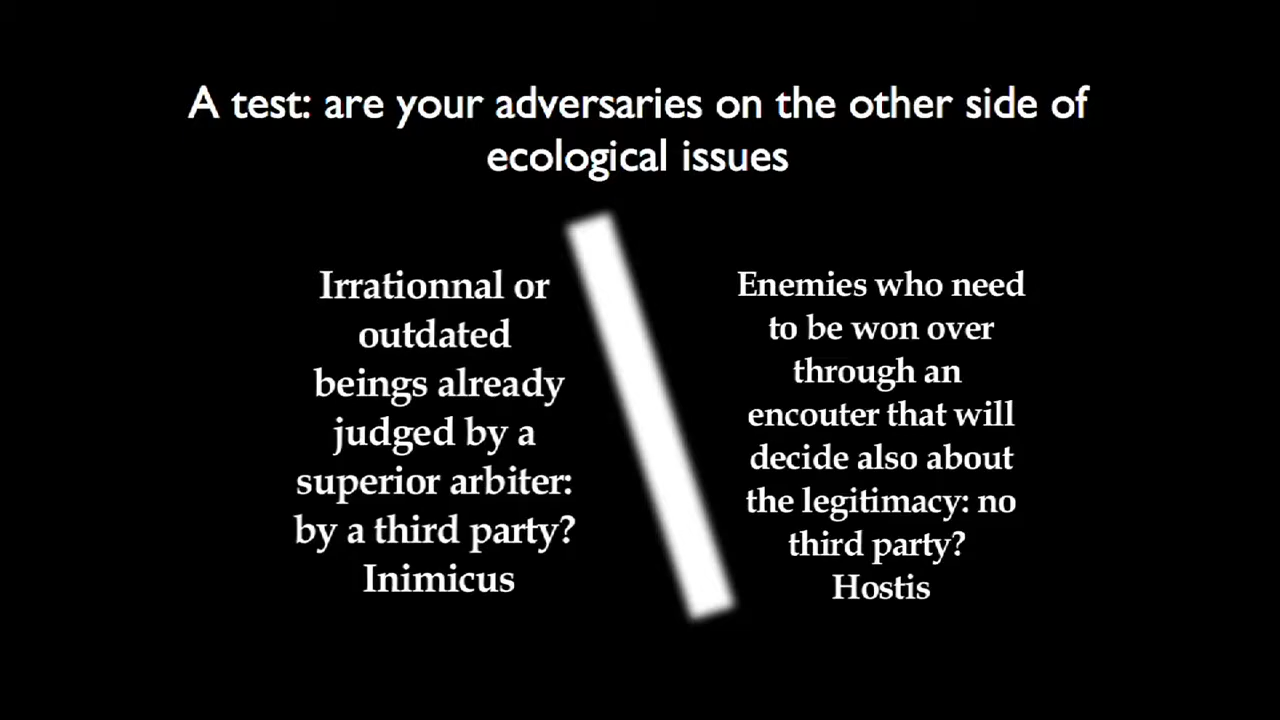 A test: are your adversaries on the other side of
ecological issues
Irrationnal or
outdated
beings already
judged by a
superior arbiter:
by a third party?
Inimicus
Enemies who need
to be won over
through an
encouter that will
decide also about
the legitimacy: no
third party?
Hostis